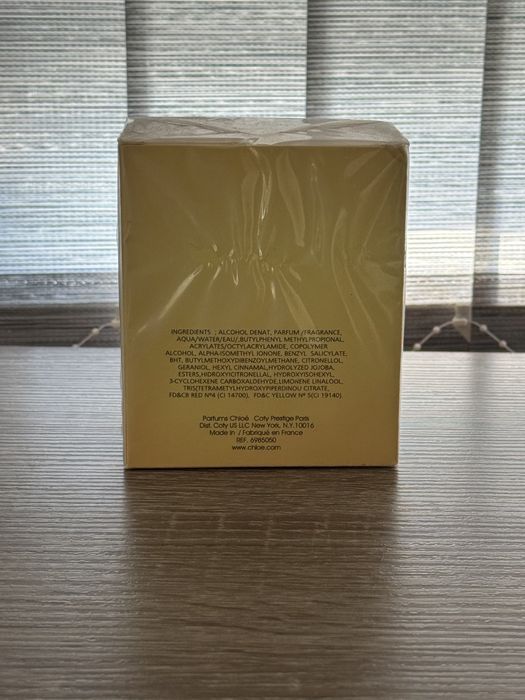 INGREDIENTS : ALCOHOL DENAT, PARFUM /FRAGRANCE,
AQUA/WATER/EAU/,BUTYLPHENYL METHYLPROPIONAL,
ACRYLATES/OCTYLACRYLAMIDE, COPOLYMER
ALCOHOL, ALPHA-ISOMETHYL IONONE, BENZYL SALICYLATE,
BHT, BUTYLMETHOXYDIBENZOYLMETHANE, CITRONELLOL,
GERANIOL, HEXYL CINNAMAL,HYDROLYZED JOJOBA,
ESTERS,HIDROXYICITRONELLAL, HYDROXYISOHEXYL,
3-CYCLOHEXENE CARBOXALDEHYDE,LIMONENE LINALOOL,
TRIS(TETRAMETYLHYDROXYPIPERDINOU CITRATE,
FD&CB RED Nº4 (CI 14700), FD&C YELLOW Nº 5(CI 19140)
Parfums Chloé Coty Prestige Paris
Dist. Coty US LLC New York, N.Y.10016
Made in / Fabriqué en France
REF. 6985050
www.chloe.com